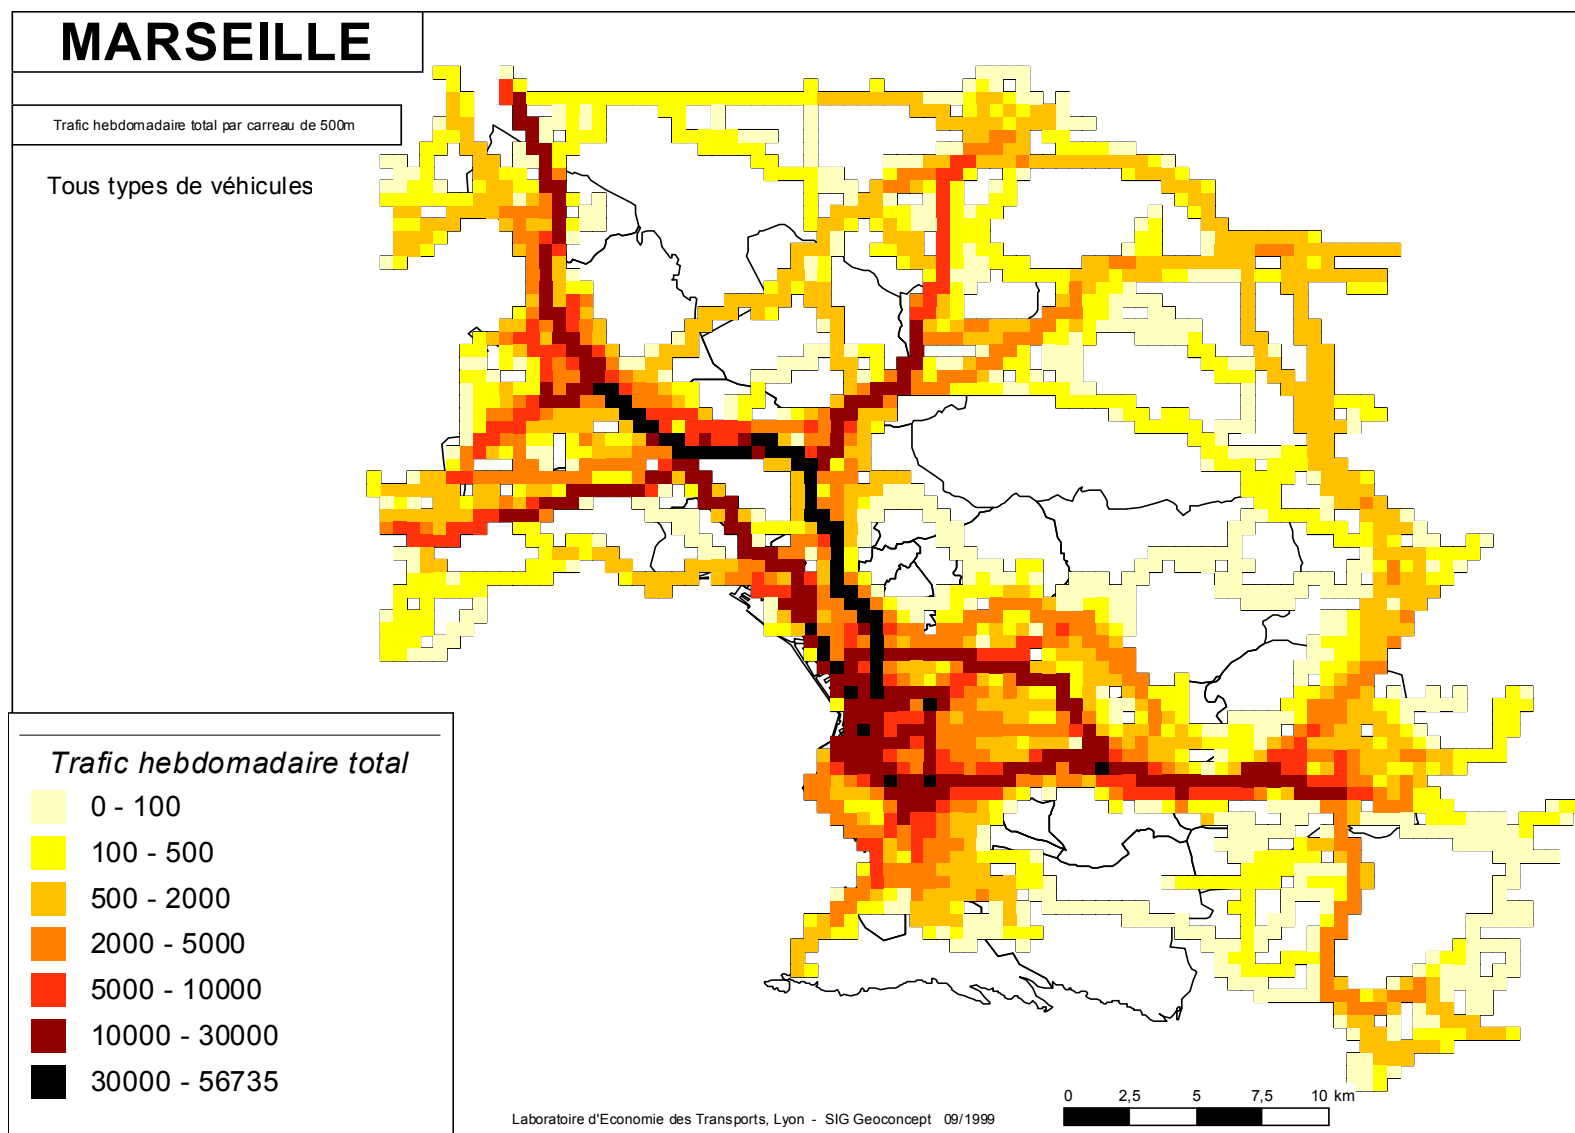 MARSEILLE
Trafic hebdomadaire total par carreau de 500m
Tous types de véhicules
Trafic hebdomadaire total
0 - 100
100 - 500
500 - 2000
2000 - 5000
5000 - 10000
10000 - 30000
30000 - 56735
0 2,5 5 7,5 10 km
Laboratoire d'Economie des Transports, Lyon - SIG Geoconcept 09/1999